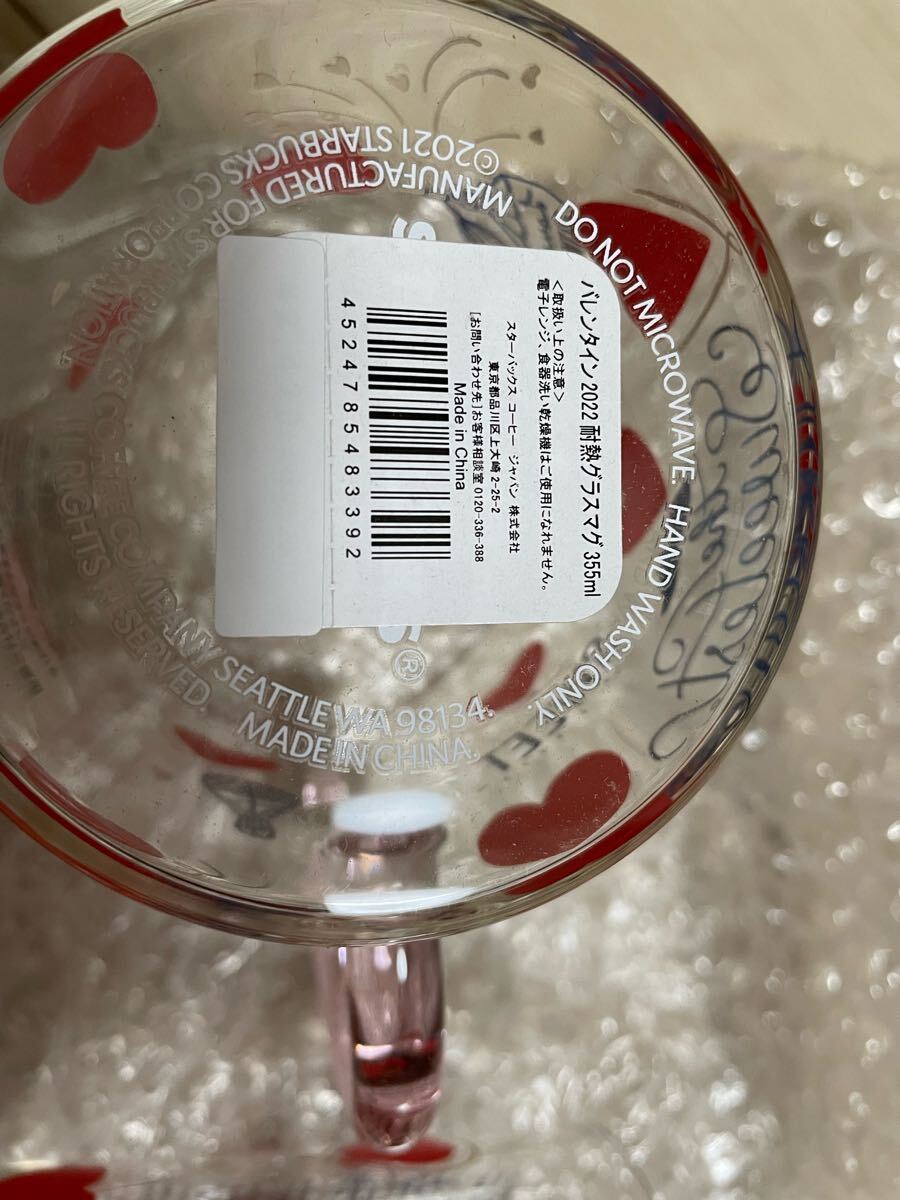 バレンタイン2022 耐熱グラスマグ 355ml
<取扱い上の注意>
電子レンジ、食器洗い乾燥機はご使用になれません。
スターバックス コーヒー ジャパン 株式会社
東京都品川区上大崎 2-25-2
[お問い合わせ先]お客様相談室 0120-336-388
Made in China
4524785483392
DO NOT MICROWAVE. HAND WASH ONLY.
©2021 STARBUCKS COFFEE COMPANY
RIGHTS RESERVED.
MANUFACTURED FOR STARBUCKS CORPORATION
SEATTLE WA 98134.
MADE IN CHINA.
S
S®